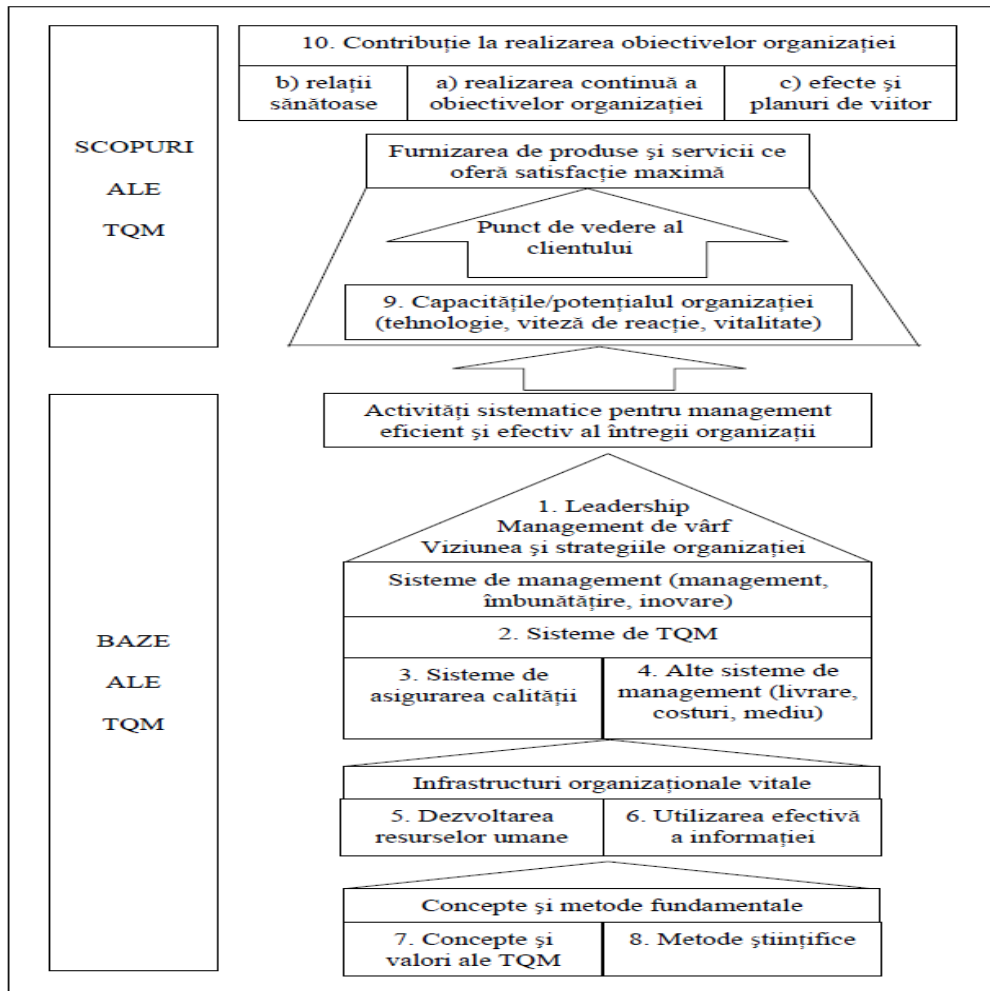 SCOPURI
ALE
TQM
10. Contribuţie la realizarea obiectivelor organizaţiei
b) relaţii
sănătoase
a) realizarea continuă a
obiectivelor organizaţiei
c) efecte şi
planuri de viitor
Furnizarea de produse şi servicii ce
oferă satisfacţie maximă
Punct de vedere al
clientului
9. Capacităţile/potenţialul organizaţiei
(tehnologie, viteză de reacţie, vitalitate)
BAZE
ALE
TQM
Activităţi sistematice pentru management
eficient şi efectiv al întregii organizaţii
1. Leadership
Management de vârf
Viziunea şi strategiile organizaţiei
Sisteme de management (management,
îmbunătăţire, inovare)
2. Sisteme de TQM
3. Sisteme de
asigurarea calităţii
4. Alte sisteme de
management (livrare,
costuri, mediu)
Infrastructuri organizaţionale vitale
5. Dezvoltarea
resurselor umane
6. Utilizarea efectivă
a informaţiei
Concepte şi metode fundamentale
7. Concepte şi
valori ale TQM
8. Metode ştiinţifice